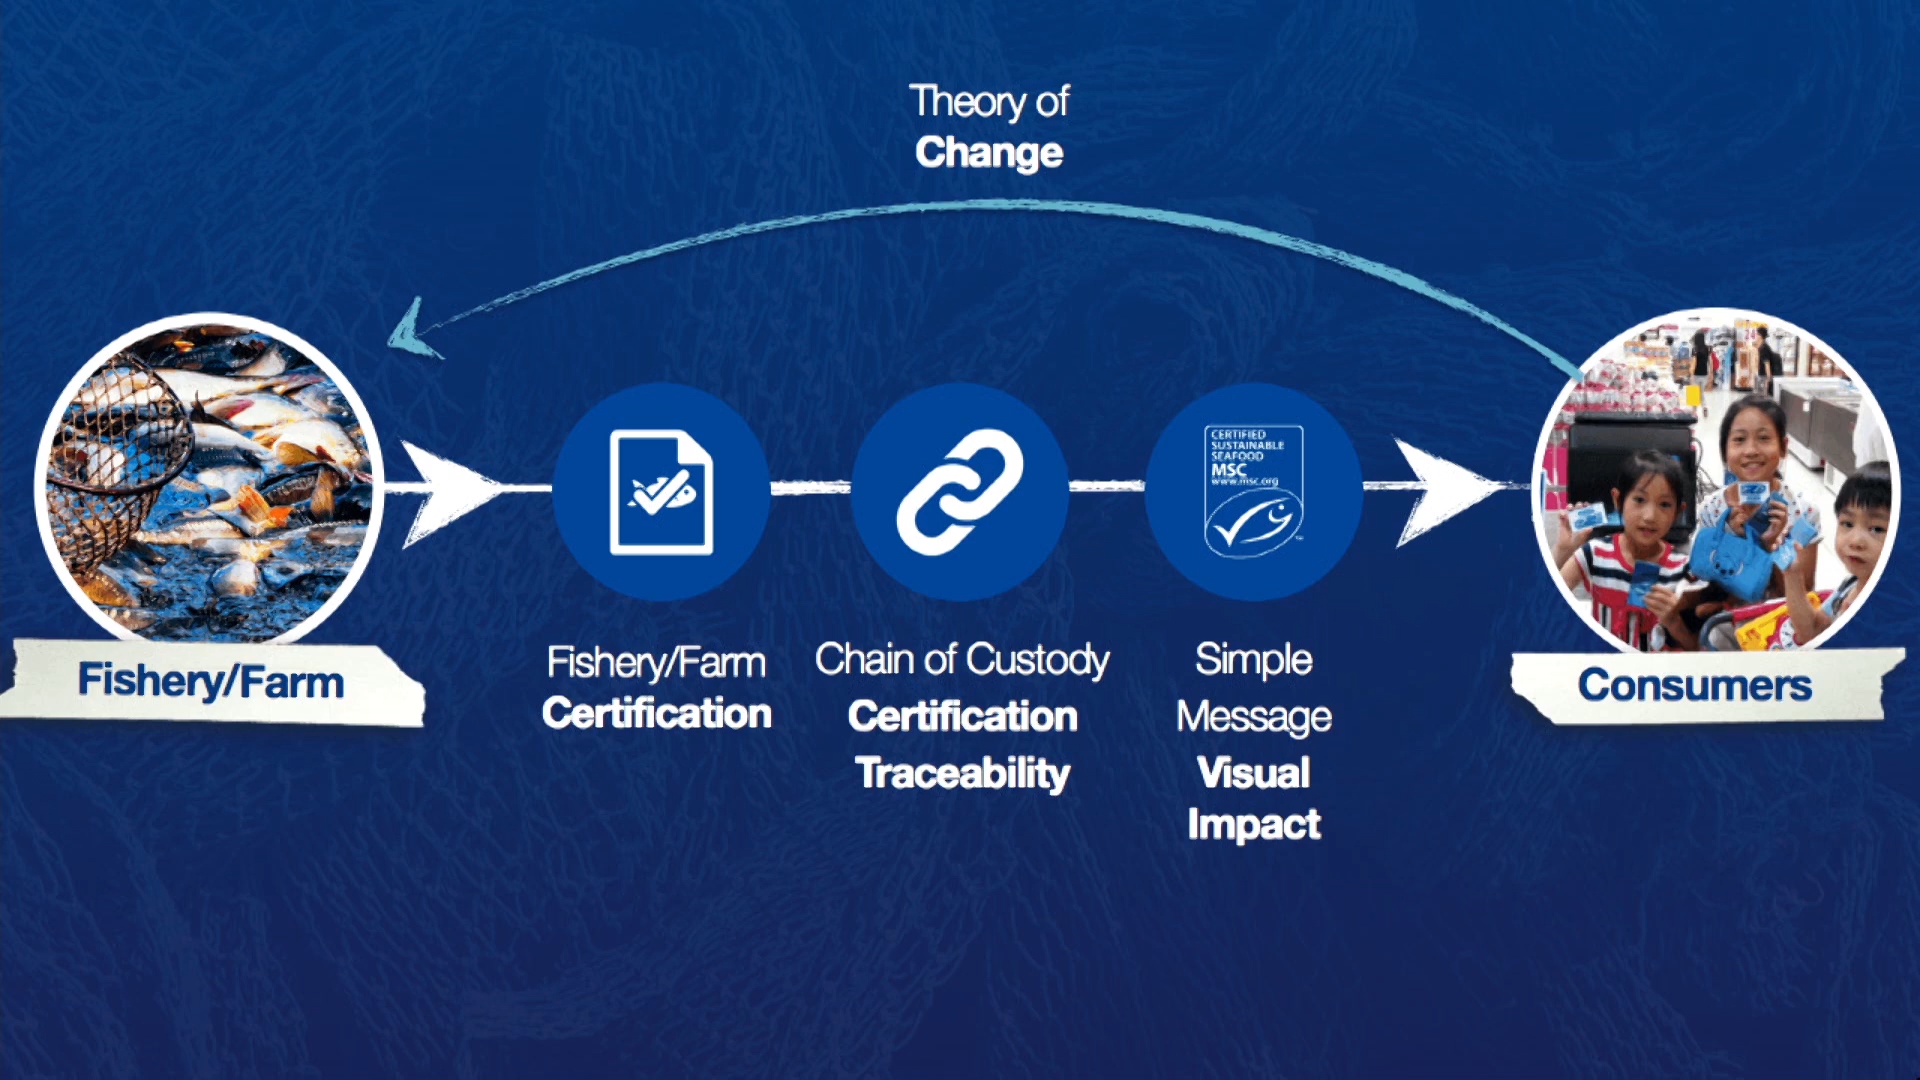 Theory of
Change
CERTIFIED
SUSTAINABLE
SEAFOOD
MSC
www.msc.org
TM
Fishery/Farm
Fishery/Farm
Certification
Chain of Custody
Certification
Traceability
Simple
Message
Visual
Impact
Consumers